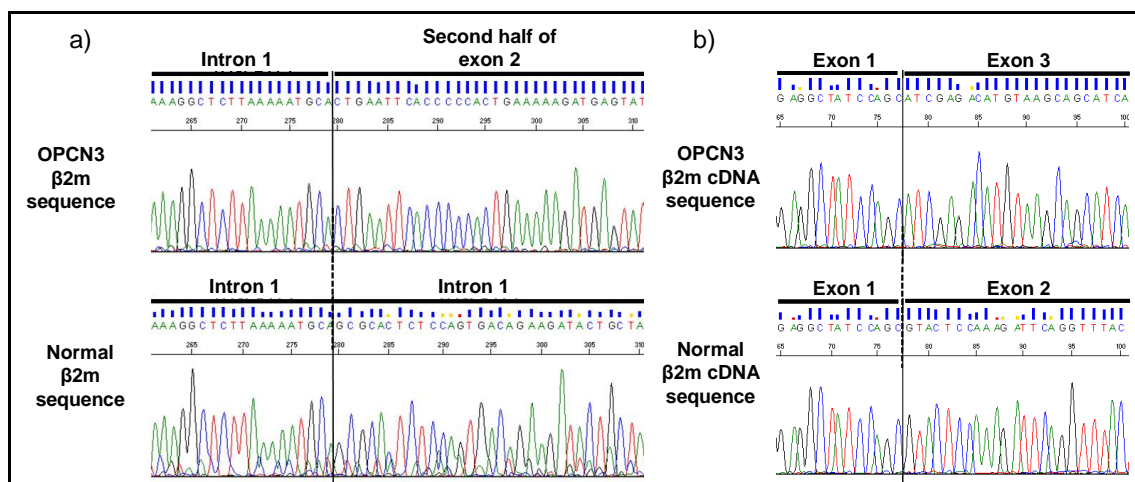 a)
Intron 1
Second half of
exon 2
AAAGGCTCTTAAAAATGCACTGAATTCACCCCCACTGAAAAAGATGAGTAT
265 270 275 280 285 290 295 300 305 310
OPCN3
β2m
sequence
Intron 1
Intron 1
AAAGGCTCTTAAAAATGCAGCGCACTCTCCAGTGACAGAAGATACTGCTA
265 270 275 280 285 290 295 300 305 310
Normal
β2m
sequence
b)
Exon 1
Exon 3
GAGGCTATCCAGCATCGAGACATGTAAGCAGCATCA
65 70 75 80 85 90 95 100
OPCN3
β2m cDNA
sequence
Exon 1
Exon 2
GAGGCTATCCAGCGTACTCCAAAGATTCAGGTTTAC
65 70 75 80 85 90 95 100
Normal
β2m cDNA
sequence